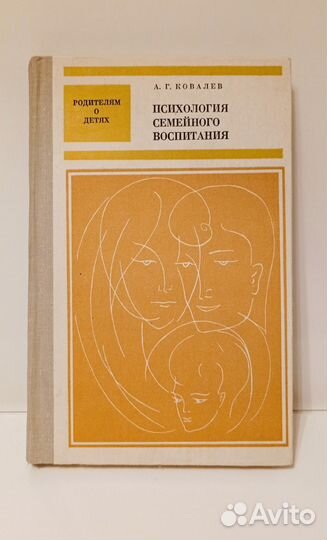 РОДИТЕЛЯМ
О
ДЕТЯХ
А. Г. КОВАЛЕВ
ПСИХОЛОГИЯ
СЕМЕЙНОГО
ВОСПИТАНИЯ
Avito